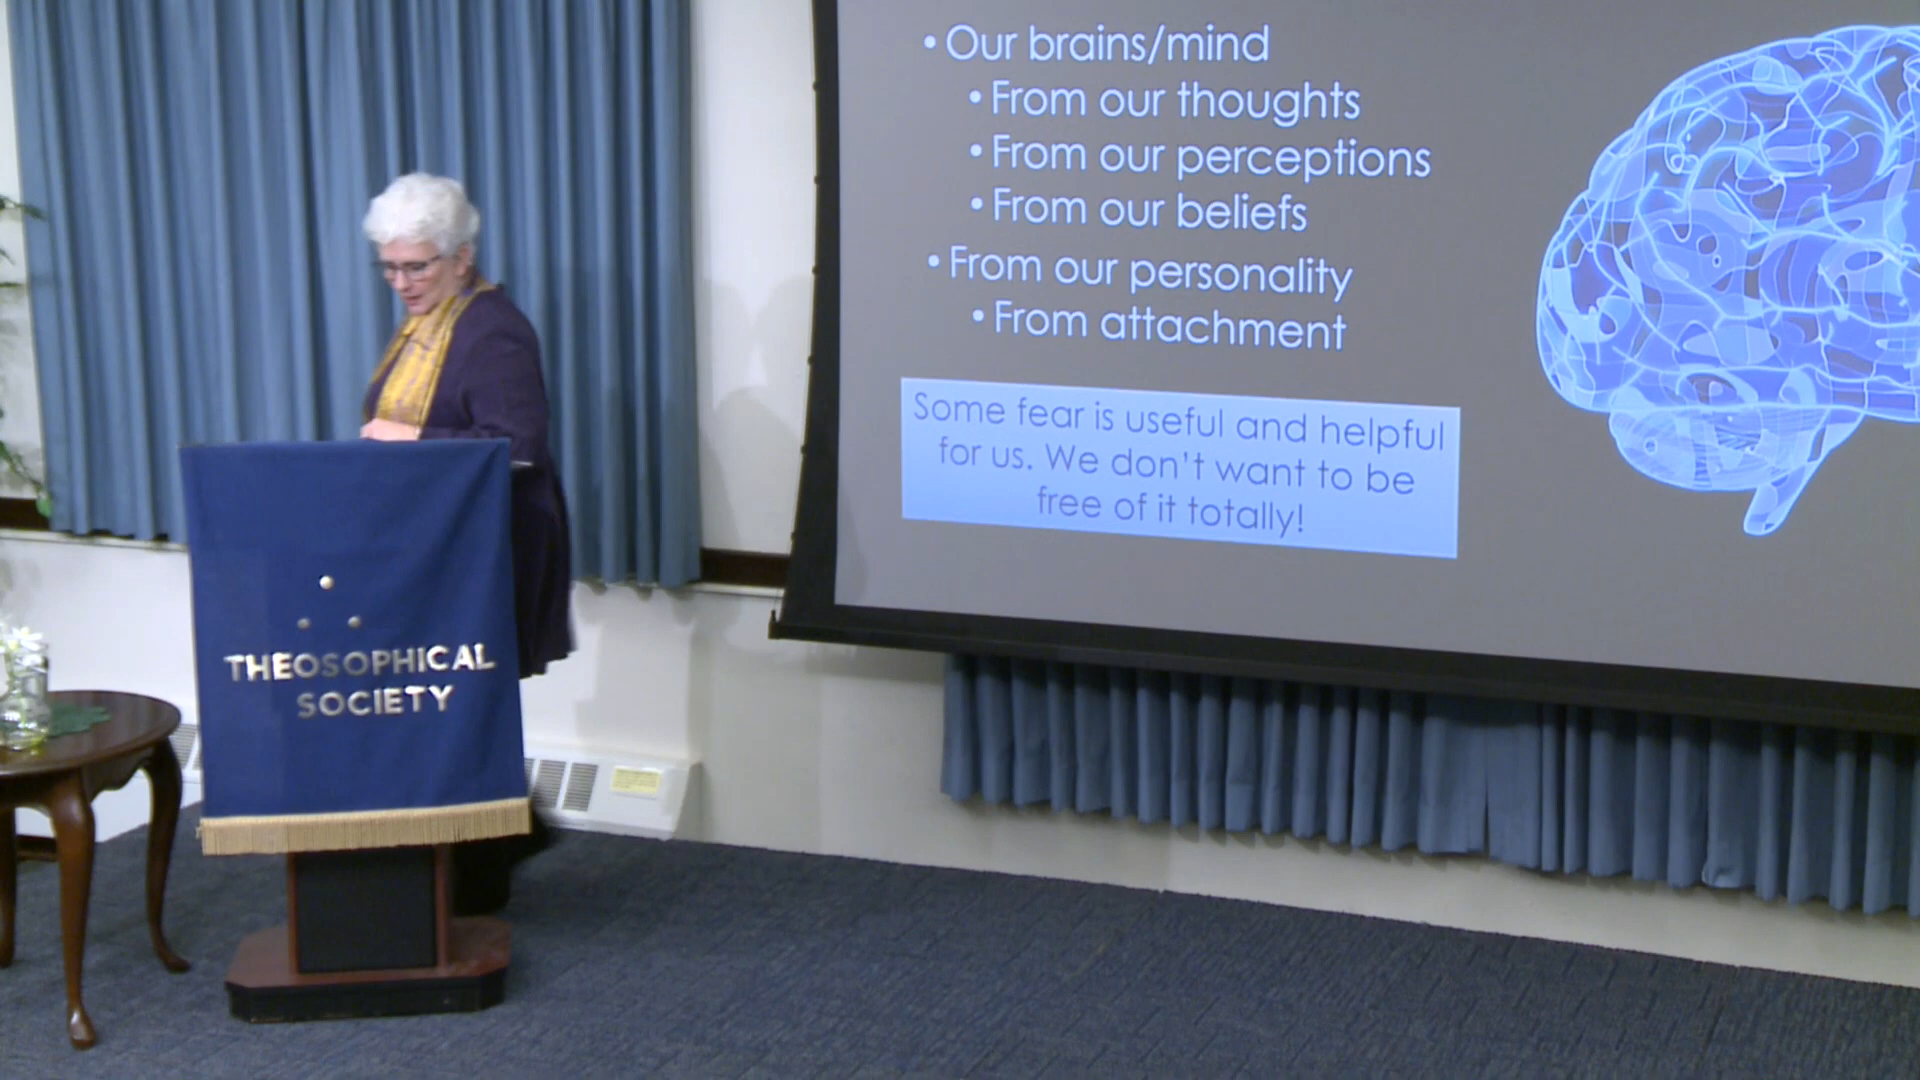 • Our brains/mind
• From our thoughts
• From our perceptions
• From our beliefs
• From our personality
• From attachment
Some fear is useful and helpful
for us. We don't want to be
free of it totally!
THEOSOPHICAL
SOCIETY